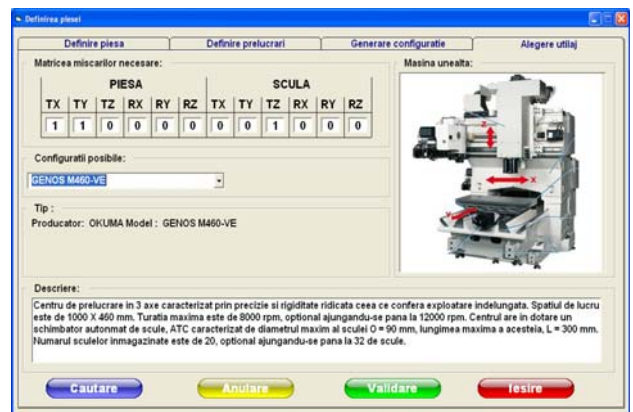 Definirea piesei
Definire piesa Definire prelucrari Generare configuratie Alegere utilaj
Matricea miscarilor necesare: Masina unealta:
PIESA SCULA
TX TY TZ RX RY RZ TX TY TZ RX RY RZ
1 1 0 0 0 0 0 0 1 0 0 0
Z
X
Y
Configuratii posibile:
GENOS M460-VE
Tip :
Producator: OKUMA Model : GENOS M460-VE
Descriere:
Centru de prelucrare in 3 axe caracterizat prin precizie si rigiditate ridicata ceea ce confera exploatare indelungata. Spatiul de lucru
este de 1000 X 460 mm. Turatia maxima este de 8000 rpm, optional ajungandu-se pana la 12000 rpm. Centrul are in dotare un
schimbator autonmat de scule, ATC caracterizat de diametrul maxim al sculei O = 90 mm, lungimea maxima a acesteia, L = 300 mm.
Numarul sculelor inmagazinate este de 20, optional ajungandu-se pana la 32 de scule.
Cautare Anulare Validare Iesire